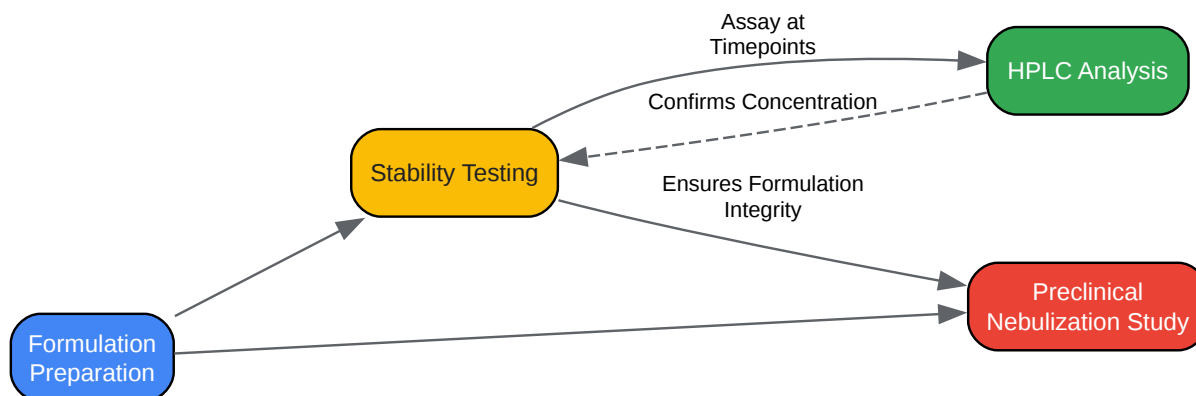 Assay at
Timepoints
HPLC Analysis
Confirms Concentration
Stability Testing
Ensures Formulation
Integrity
Preclinical
Nebulization Study
Formulation
Preparation